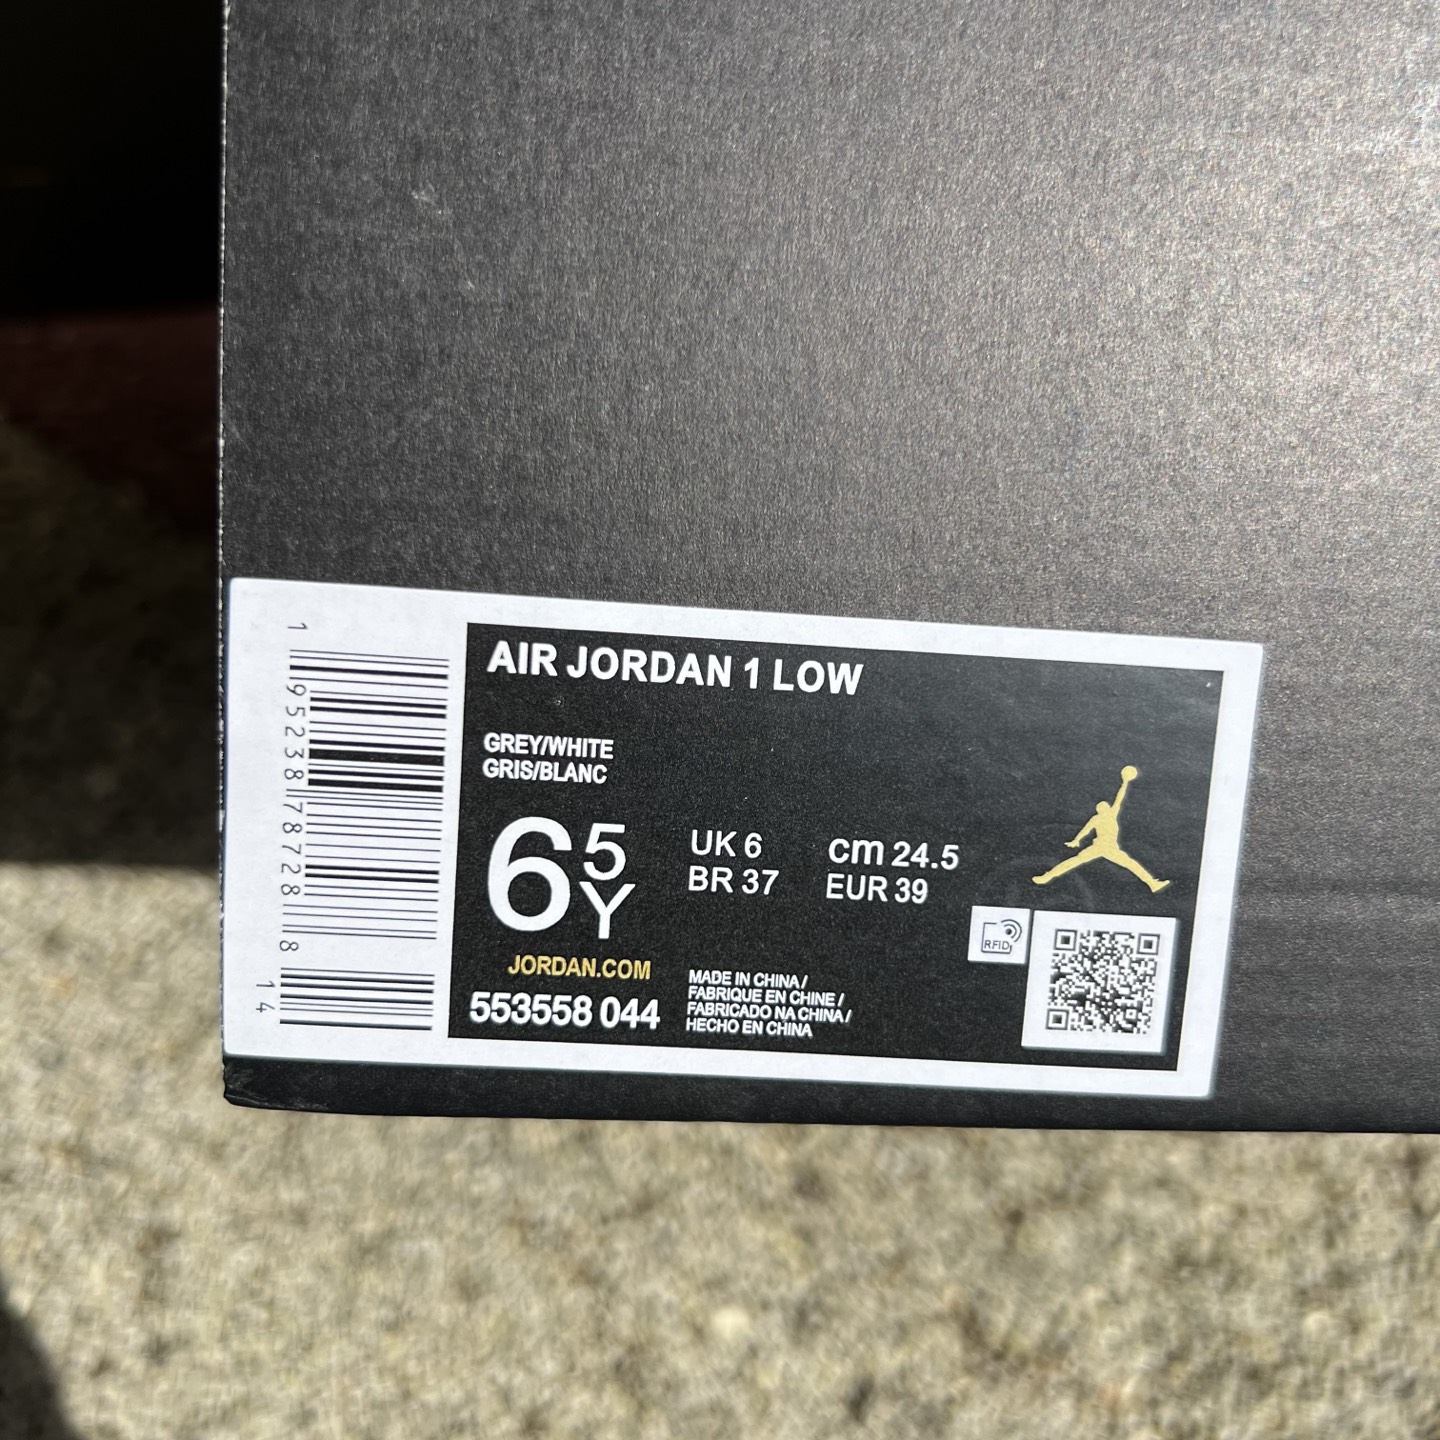 AIR JORDAN 1 LOW
GREY/WHITE
GRIS/BLANC
6 5Y
UK 6
BR 37
cm 24.5
EUR 39
JORDAN.COM
553558 044
MADE IN CHINA /
FABRIQUE EN CHINE /
FABRICADO NA CHINA /
HECHO EN CHINA
RFID
1 95238 78728 8
14